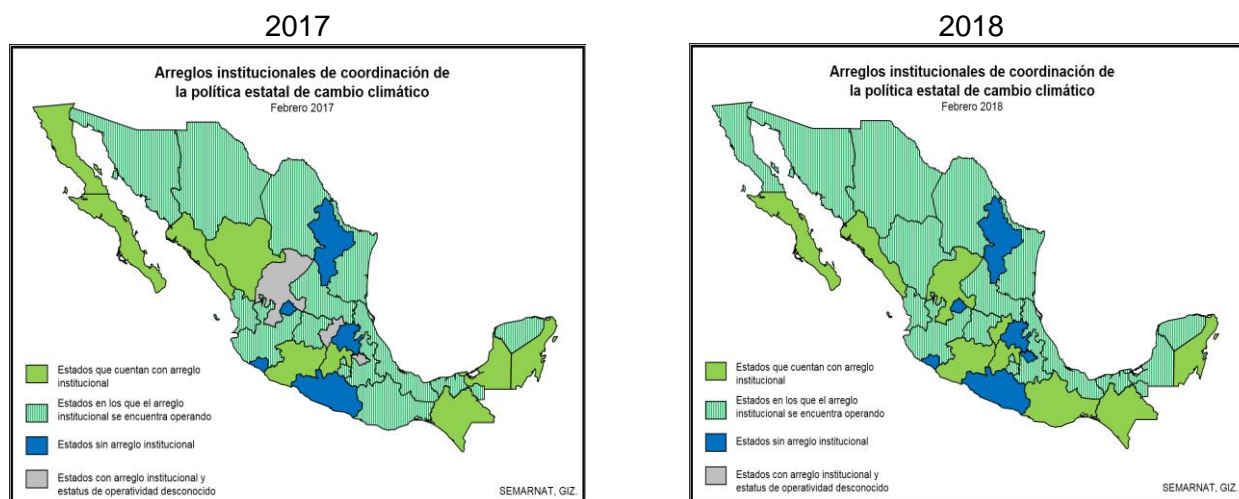 2017
Arreglos institucionales de coordinación de
la política estatal de cambio climático
Febrero 2017
Estados que cuentan con arreglo
institucional
Estados en los que el arreglo
institucional se encuentra operando
Estados sin arreglo institucional
Estados con arreglo institucional y
estatus de operatividad desconocido
SEMARNAT, GIZ.
2018
Arreglos institucionales de coordinación de
la política estatal de cambio climático
Febrero 2018
Estados que cuentan con arreglo
institucional
Estados en los que el arreglo
institucional se encuentra operando
Estados sin arreglo institucional
Estados con arreglo institucional y
estatus de operatividad desconocido
SEMARNAT, GIZ.